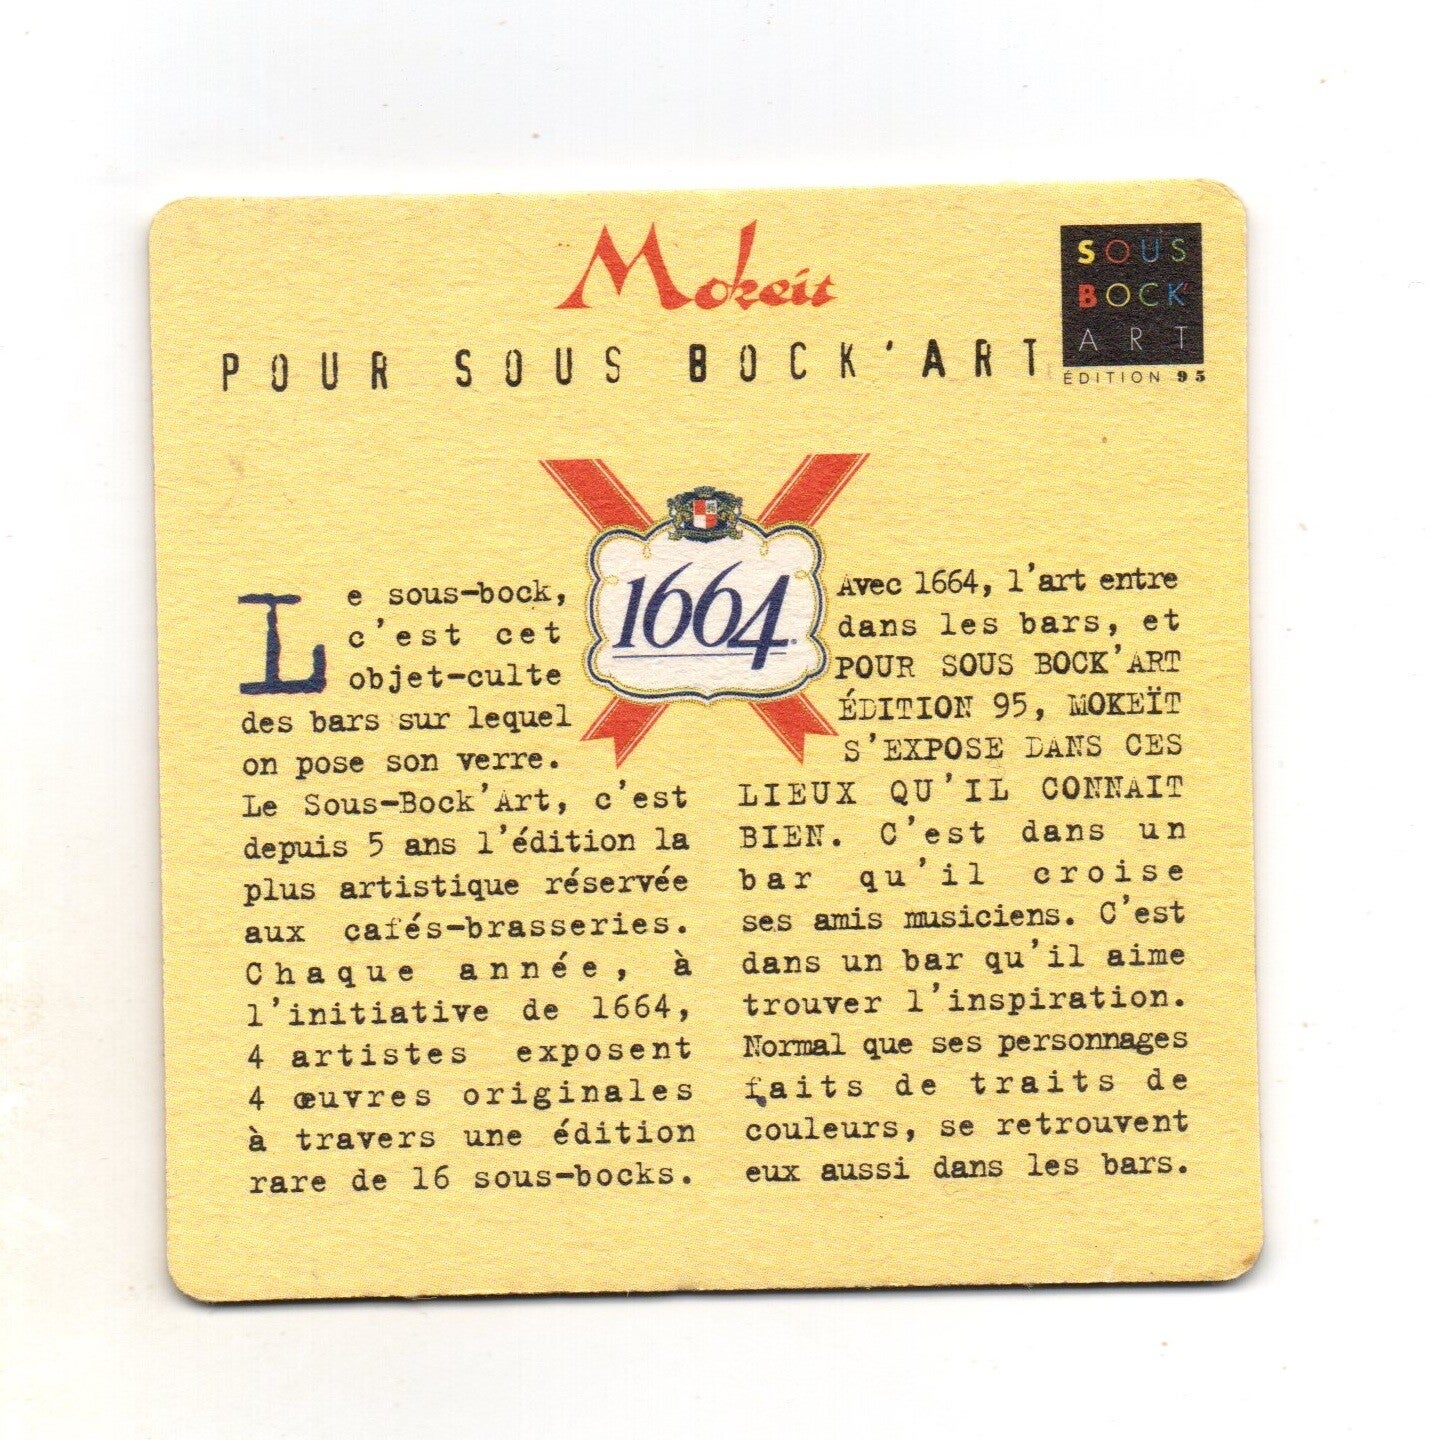 Mokeït
POUR SOUS BOCK'ART
SOUS
BOCK'
ART
ÉDITION 95
1664
Le sous-bock,
c'est cet
objet-culte
des bars sur lequel
on pose son verre.
Le Sous-Bock'Art, c'est
depuis 5 ans l'édition la
plus artistique réservée
aux cafés-brasseries.
Chaque année, à
l'initiative de 1664,
4 artistes exposent
4 œuvres originales
à travers une édition
rare de 16 sous-bocks.
Avec 1664, l'art entre
dans les bars, et
POUR SOUS BOCK'ART
ÉDITION 95, MOKEÏT
S'EXPOSE DANS CES
LIEUX QU'IL CONNAIT
BIEN. C'est dans un
bar qu'il croise
ses amis musiciens. C'est
dans un bar qu'il aime
trouver l'inspiration.
Normal que ses personnages
faits de traits de
couleurs, se retrouvent
eux aussi dans les bars.